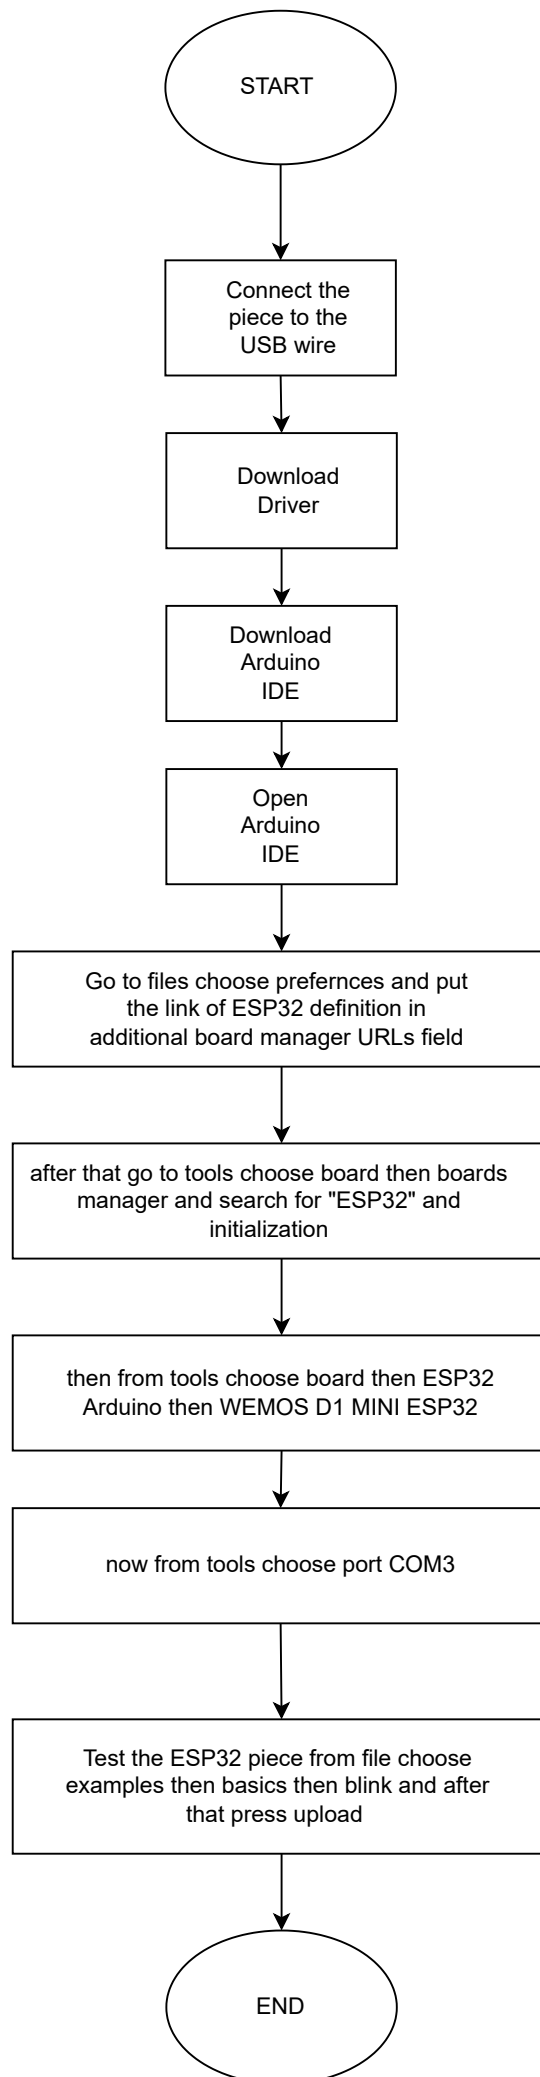 START
Connect the
piece to the
USB wire
Download
Driver
Download
Arduino
IDE
Open
Arduino
IDE
Go to files choose prefernces and put
the link of ESP32 definition in
additional board manager URLs field
after that go to tools choose board then boards
manager and search for "ESP32" and
initialization
then from tools choose board then ESP32
Arduino then WEMOS D1 MINI ESP32
now from tools choose port COM3
Test the ESP32 piece from file choose
examples then basics then blink and after
that press upload
END